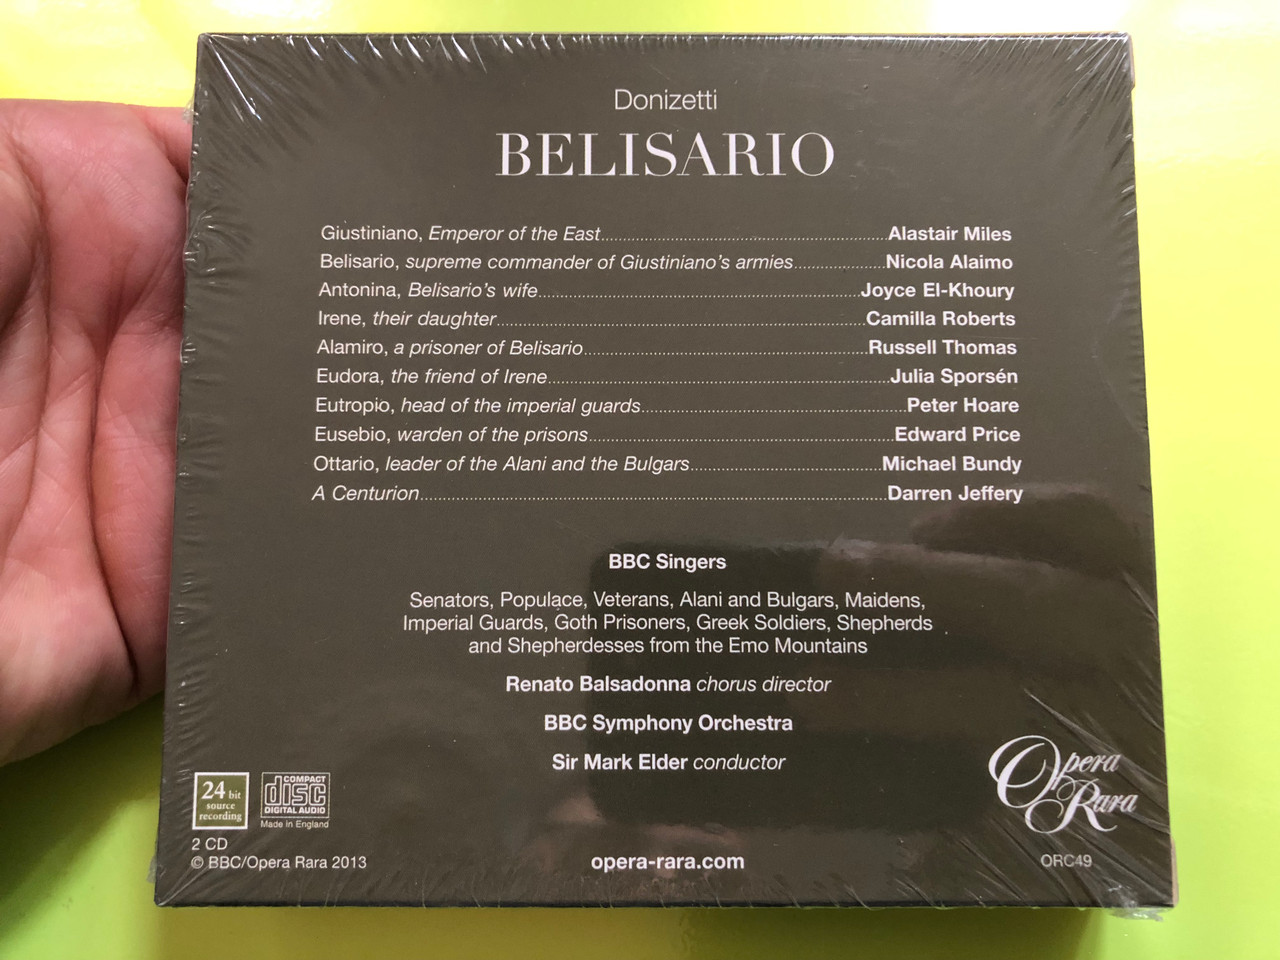 Donizetti
BELISARIO
Giustiniano, Emperor of the East........Alastair Miles
Belisario, supreme commander of Giustiniano's armies........Nicola Alaimo
Antonina, Belisario's wife........Joyce El-Khoury
Irene, their daughter........Camilla Roberts
Alamiro, a prisoner of Belisario........Russell Thomas
Eudora, the friend of Irene........Julia Sporsén
Eutropio, head of the imperial guards........Peter Hoare
Eusebio, warden of the prisons........Edward Price
Ottario, leader of the Alani and the Bulgars........Michael Bundy
A Centurion........Darren Jeffery
BBC Singers
Senators, Populace, Veterans, Alani and Bulgars, Maidens,
Imperial Guards, Goth Prisoners, Greek Soldiers, Shepherds
and Shepherdesses from the Emo Mountains
Renato Balsadonna chorus director
BBC Symphony Orchestra
Sir Mark Elder conductor
24 bit
source
recording
COMPACT
disc
DIGITAL AUDIO
Made in England
2 CD
© BBC/Opera Rara 2013
opera-rara.com
Opera
Rara
ORC49